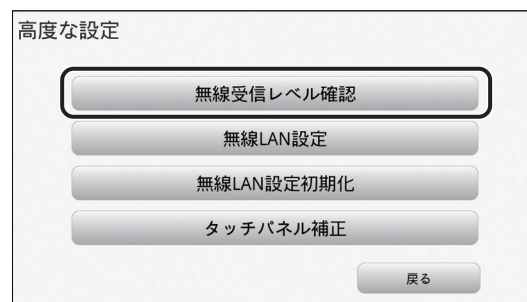 高度な設定
無線受信レベル確認
無線LAN設定
無線LAN設定初期化
タッチパネル補正
戻る